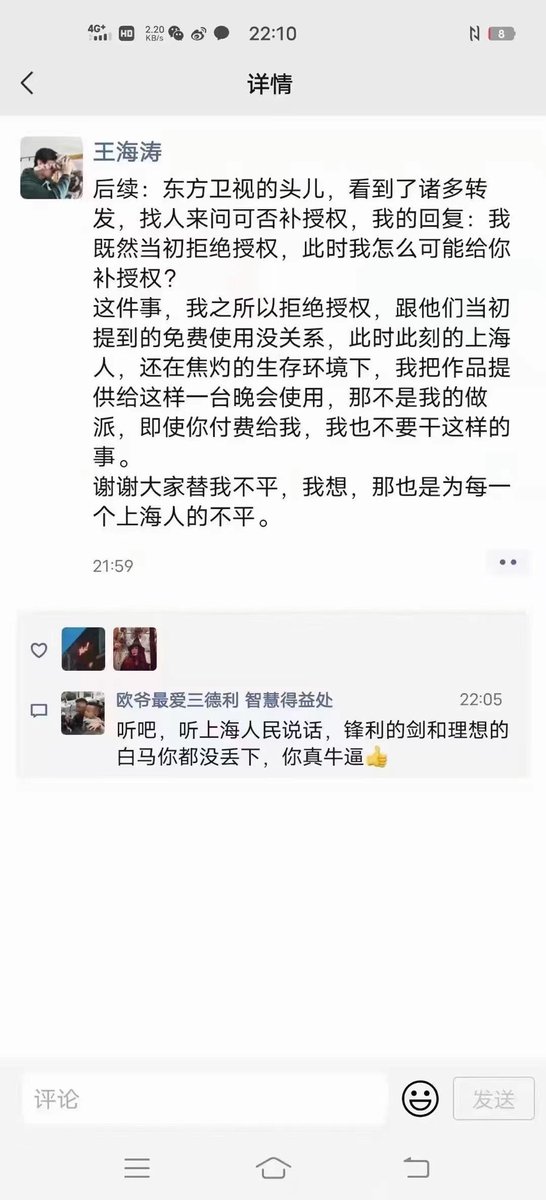 4G+
HD
2.20
KB/s
22:10
8
详情
王海涛
后续：东方卫视的头儿，看到了诸多转
发，找人来问可否补授权，我的回复：我
既然当初拒绝授权，此时我怎么可能给你
补授权？
这件事，我之所以拒绝授权，跟他们当初
提到的免费使用没关系，此时此刻的上海
人，还在焦灼的生存环境下，我把作品提
供给这样一台晚会使用，那不是我的做
派，即使你付费给我，我也不要干这样的
事。
谢谢大家替我不平，我想，那也是为每一
个上海人的不平。
21:59
欧爷最爱三德利 智慧得益处
22:05
听吧，听上海人民说话，锋利的剑和理想的
白马你都没丢下，你真牛逼👍
评论
发送